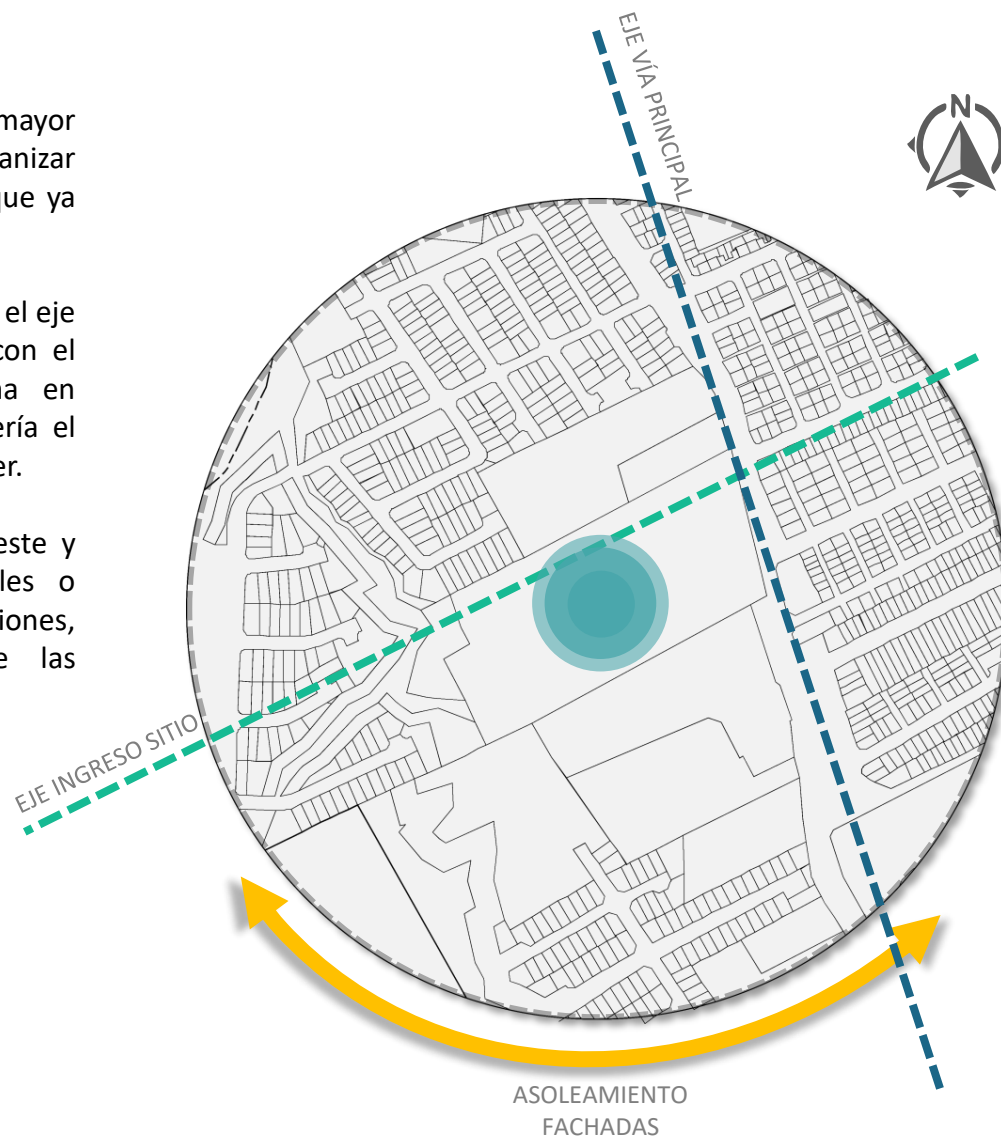 mayor
anizar
que ya
el eje
con el
na en
ería el
er.
este y
les o
iones,
e las
EJE VÍA PRINCIPAL
N
EJE INGRESO SITIO
ASOLEAMIENTO
FACHADAS